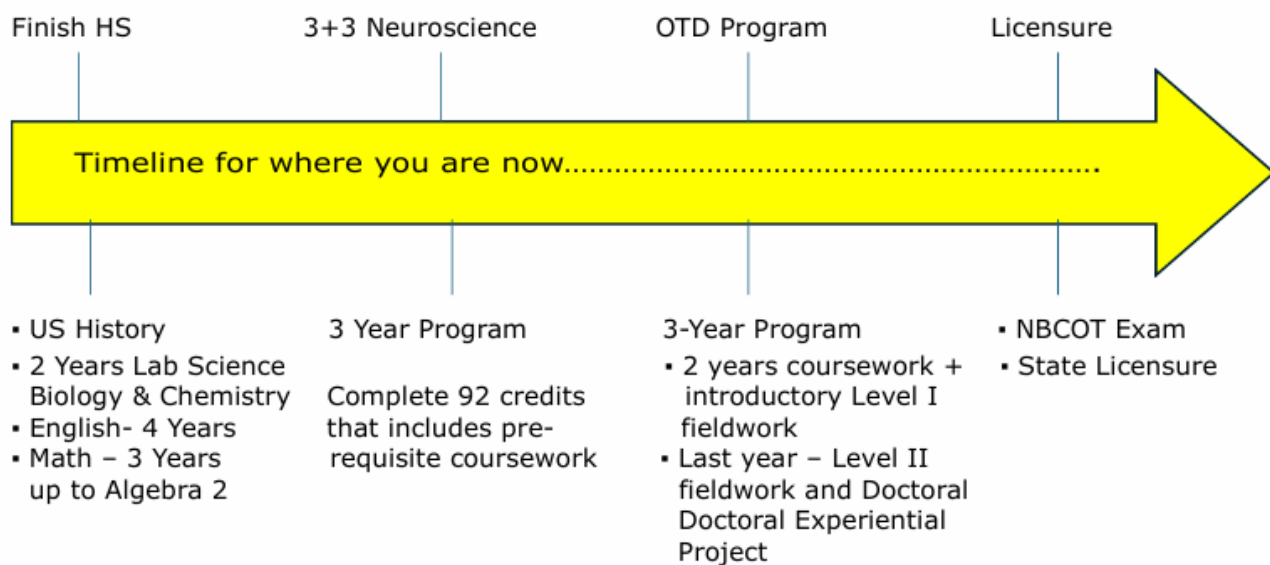 Finish HS
3+3 Neuroscience
OTD Program
Licensure
Timeline for where you are now..................................................................
▪ US History
▪ 2 Years Lab Science
Biology & Chemistry
▪ English- 4 Years
▪ Math – 3 Years
up to Algebra 2
3 Year Program
Complete 92 credits
that includes pre-
requisite coursework
3-Year Program
▪ 2 years coursework +
introductory Level I
fieldwork
▪ Last year – Level II
fieldwork and Doctoral
Doctoral Experiential
Project
▪ NBCOT Exam
▪ State Licensure